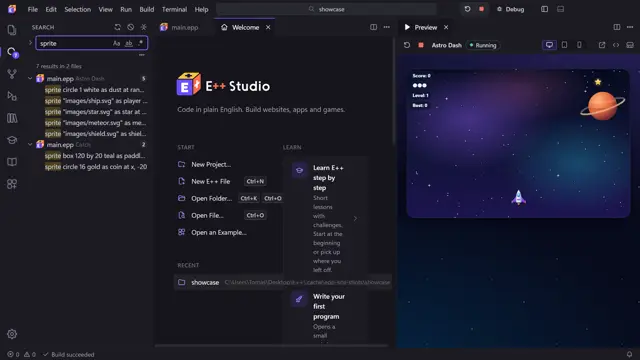 File Edit View Run Build Terminal Help
showcase
Debug
SEARCH
sprite
Aa ab .*
7 results in 2 files
main.epp Astro Dash 5
sprite circle 1 white as dust at ran...
sprite "images/ship.svg" as player ...
sprite "images/star.svg" as star at ...
sprite "images/meteor.svg" as me...
sprite "images/shield.svg" as shiel...
main.epp Catch 2
sprite box 120 by 20 teal as paddl...
sprite circle 16 gold as coin at x, -20
main.app
Welcome
E++ Studio
Code in plain English. Build websites, apps and games.
START
New Project...
New E++ File Ctrl+N
Open Folder... Ctrl+K Ctrl+O
Open File... Ctrl+O
Open an Example...
RECENT
showcase
LEARN
Learn E++
step by
step
Short
lessons
with
challenges.
Start at the
beginning
or pick up
where you
left off.
Write your
first
program
Opens a
small
Preview
Astro Dash Running
Score: 0
Level: 1
Best: 0
0 0 Build succeeded